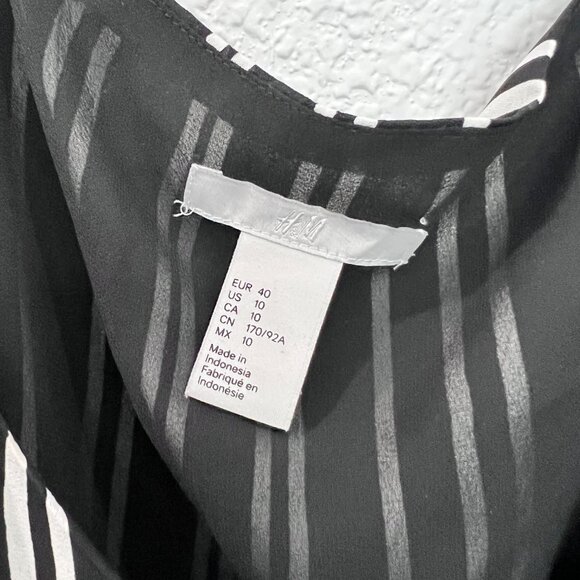 H&M
EUR 40
US 10
CA 10
CN 170/92A
MX 10
Made in
Indonesia
Fabriqué en
Indonésie